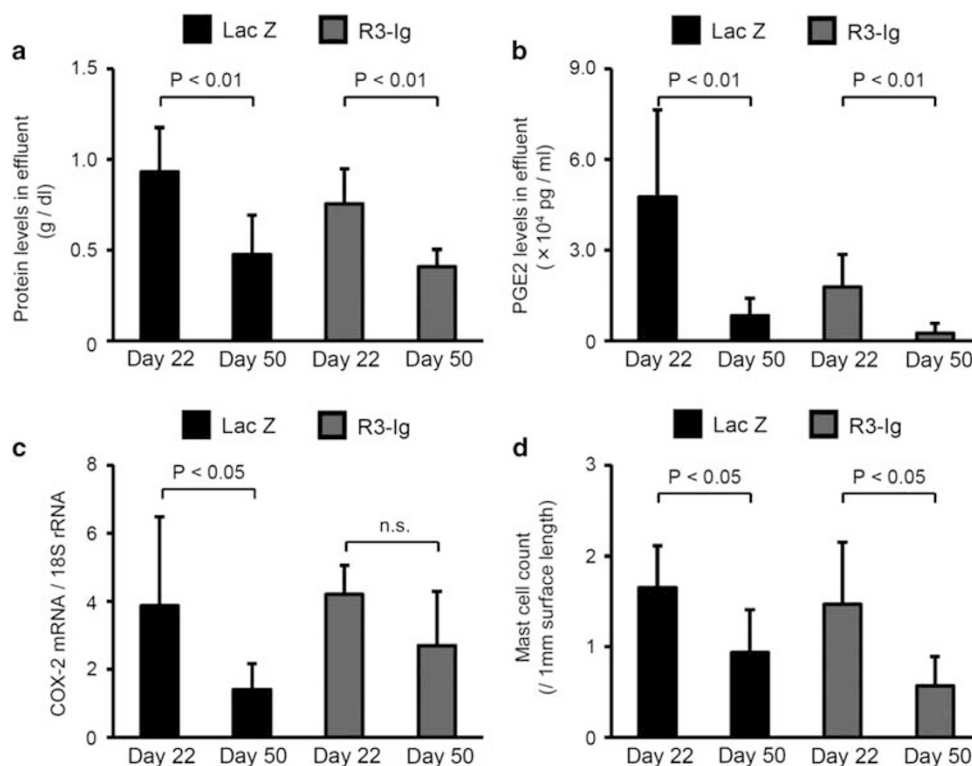 Lac Z R3-Ig
a
P < 0.01 P < 0.01
Protein levels in effluent
(g / dl)
1.5
1.0
0.5
0
Day 22 Day 50 Day 22 Day 50
Lac Z R3-Ig
b
P < 0.01 P < 0.01
PGE2 levels in effluent
(×10⁴ pg / ml)
9.0
6.0
3.0
0
Day 22 Day 50 Day 22 Day 50
Lac Z R3-Ig
c
P < 0.05
n.s.
COX-2 mRNA / 18S rRNA
8
6
4
2
0
Day 22 Day 50 Day 22 Day 50
Lac Z R3-Ig
d
P < 0.05 P < 0.05
Mast cell count
(/ 1mm surface length)
3
2
1
0
Day 22 Day 50 Day 22 Day 50